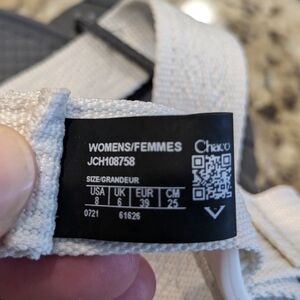 WOMENS/FEMMES
Chaco
JCH108758
SIZE/GRANDEUR
USA UK EUR CM
8 6 39 25
0721 61626